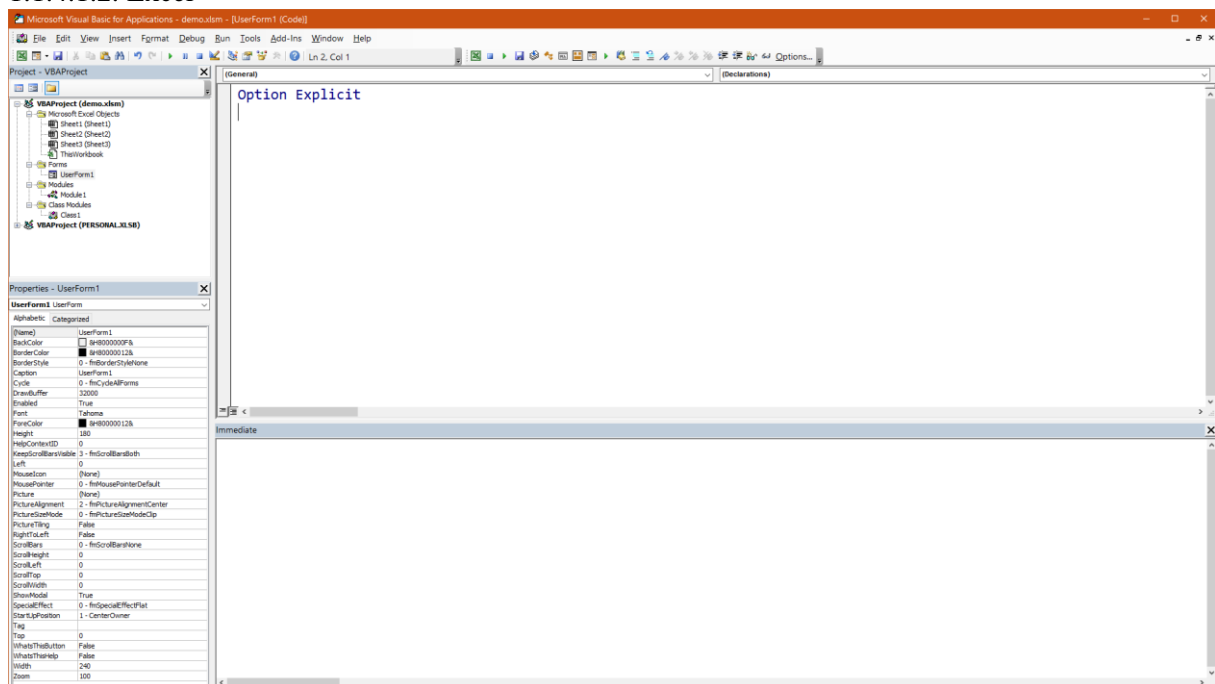 Microsoft Visual Basic for Applications - demo.xlsm - [UserForm1 (Code)]
File Edit View Insert Format Debug Run Tools Add-Ins Window Help
Ln 2, Col 1
Options...
Project - VBAProject
VBAProject (demo.xlsm)
Microsoft Excel Objects
Sheet1 (Sheet1)
Sheet2 (Sheet2)
Sheet3 (Sheet3)
ThisWorkbook
Forms
UserForm1
Modules
Module1
Class Modules
Class1
VBAProject (PERSONAL.XLSB)
Properties - UserForm1
UserForm1 UserForm
Alphabetic Categorized
(Name) UserForm1
BackColor &H8000000F&
BorderColor &H80000012&
BorderStyle 0 - fmBorderStyleNone
Caption UserForm1
Cycle 0 - fmCycleAllForms
DrawBuffer 32000
Enabled True
Font Tahoma
ForeColor &H80000012&
Height 180
HelpContextID 0
KeepScrollBarsVisible 3 - fmScrollBarsBoth
Left 0
MouseIcon (None)
MousePointer 0 - fmMousePointerDefault
Picture (None)
PictureAlignment 2 - fmPictureAlignmentCenter
PictureSizeMode 0 - fmPictureSizeModeClip
PictureTiling False
RightToLeft False
ScrollBars 0 - fmScrollBarsNone
ScrollHeight 0
ScrollLeft 0
ScrollTop 0
ScrollWidth 0
ShowModal True
SpecialEffect 0 - fmSpecialEffectFlat
StartUpPosition 1 - CenterOwner
Tag
Top 0
WhatsThisButton False
WhatsThisHelp False
Width 240
Zoom 100
(General)
(Declarations)
Option Explicit
Immediate